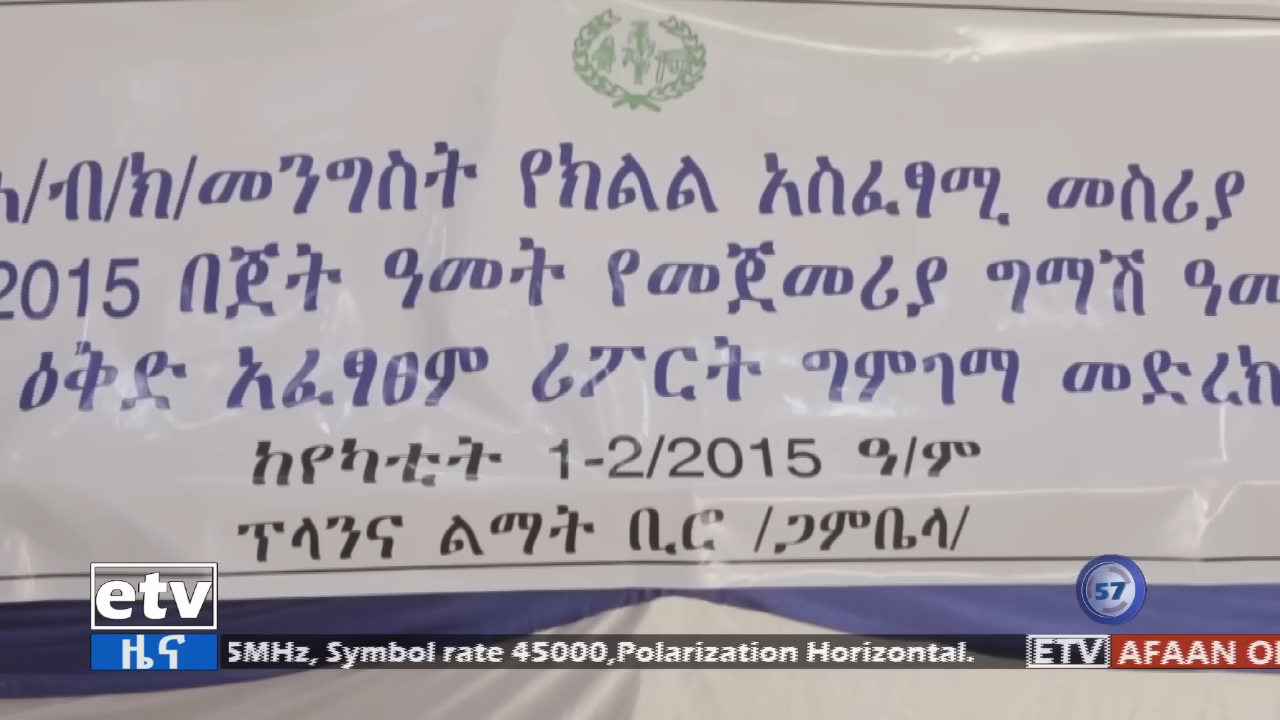 /ብ/ክ/መንግስት የክልል አስፈፃሚ መስሪያ
2015 በጀት ዓመት የመጀመሪያ ግማሽ
ዕቅድ አፈፃፀም ሪፖርት ግምገማ መድረክ
ከየካቲት 1-2/2015 ዓ/ም
ፕላንና ልማት ቢሮ /ጋምቤላ/
etv
ዜና
57
5MHz, Symbol rate 45000,Polarization Horizontal.
ETV AFAAN